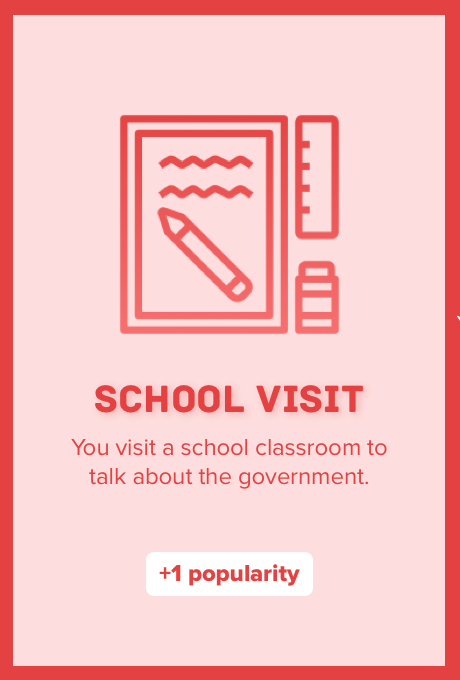 SCHOOL VISIT
You visit a school classroom to
talk about the government.
+1 popularity